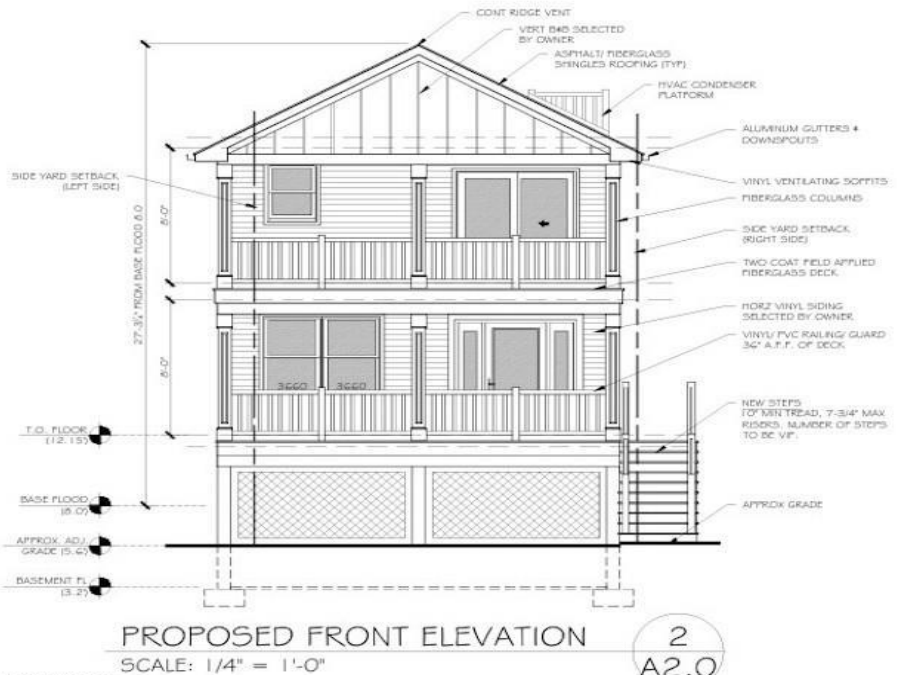 CONT RIDGE VENT
VERT B&B SELECTED
BY OWNER
ASPHALT/ FIBERGLASS
SHINGLES ROOFING (TYP)
HVAC CONDENSER
PLATFORM
ALUMINUM GUTTERS &
DOWNSPOUTS
SIDE YARD SETBACK
(LEFT SIDE)
VINYL VENTILATING SOFFITS
FIBERGLASS COLUMNS
SIDE YARD SETBACK
(RIGHT SIDE)
TWO COAT FIELD APPLIED
FIBERGLASS DECK
HORZ VINYL SIDING
SELECTED BY OWNER
VINYL/ PVC RAILING/ GUARD
36" A.F.F. OF DECK
27'-3¼" FROM BASE FLOOD 8.0
8'-0"
8'-0"
3660 3660
NEW STEPS
10" MIN TREAD, 7-3/4" MAX
RISERS. NUMBER OF STEPS
TO BE VIF.
T.O. FLOOR
(12.15')
BASE FLOOD
(8.0')
APPROX GRADE
APPROX. ADJ.
GRADE (5.6')
BASEMENT FL
(3.2')
PROPOSED FRONT ELEVATION
SCALE: 1/4" = 1'-0"
2
A2.0